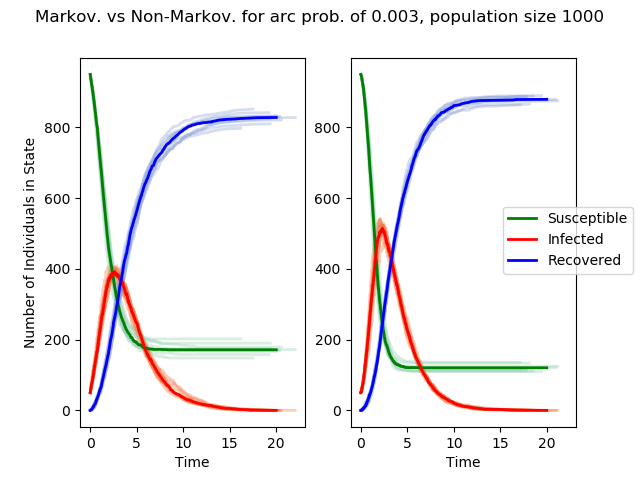 Markov. vs Non-Markov. for arc prob. of 0.003, population size 1000
Number of Individuals in State
800
600
400
200
0
0 5 10 15 20
Time
800
600
400
200
0
0 5 10 15 20
Time
Susceptible
Infected
Recovered